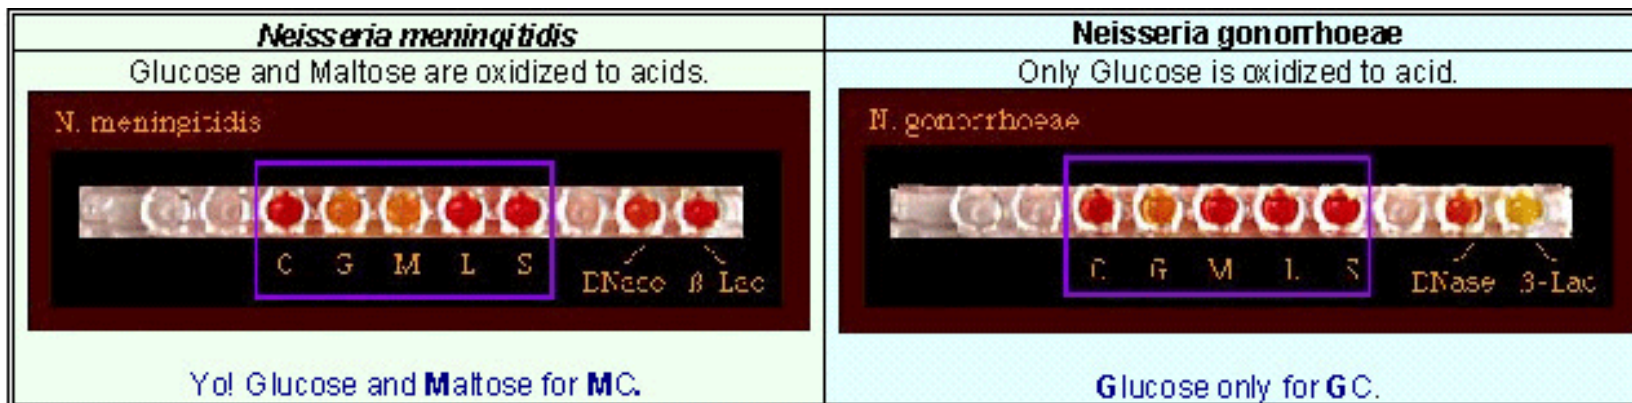 Neisseria meningitidis
Glucose and Maltose are oxidized to acids.
N. meningitidis
C G M L S
DNase β Lac
Yo! Glucose and Maltose for MC.
Neisseria gonorrhoeae
Only Glucose is oxidized to acid.
N. gonorrhoeae
C G M L S
DNase β-Lac
Glucose only for GC.